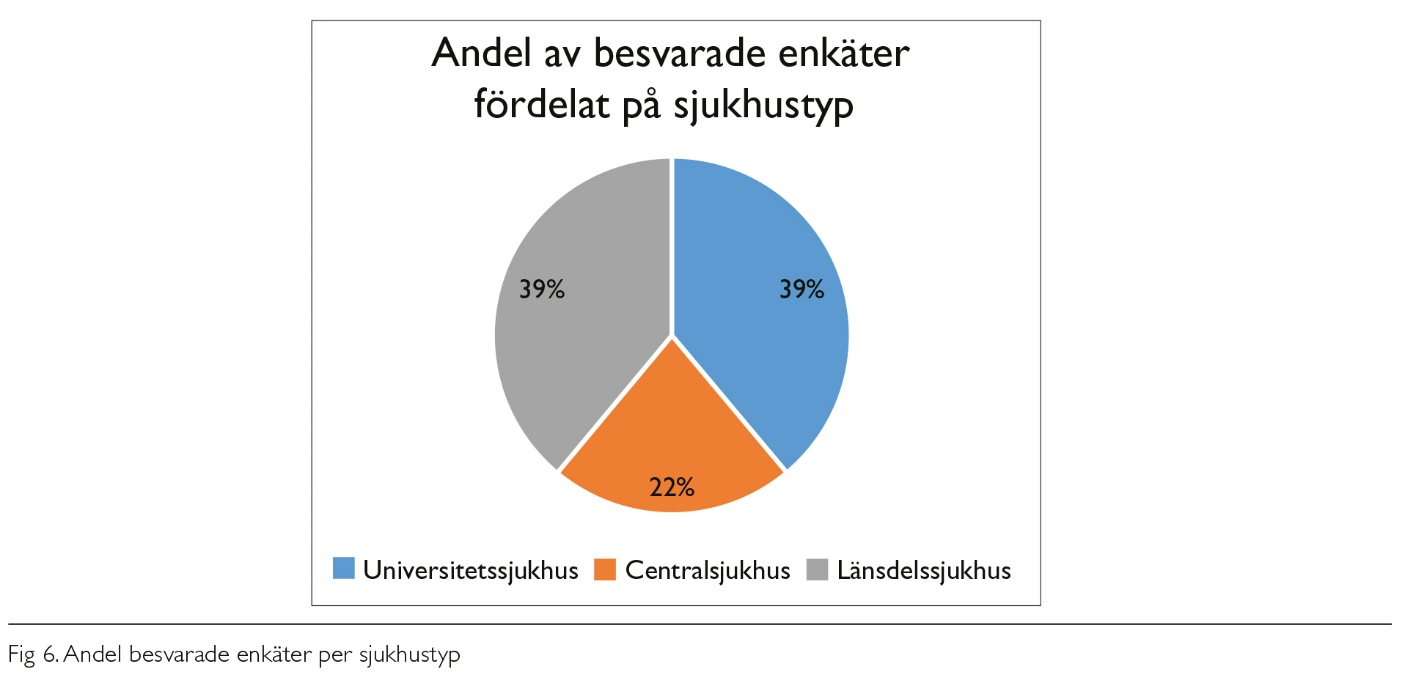 Andel av besvarade enkäter
fördelat på sjukhustyp
39%
39%
22%
Universitetssjukhus
Centralsjukhus
Länsdelssjukhus
Fig 6. Andel besvarade enkäter per sjukhustyp